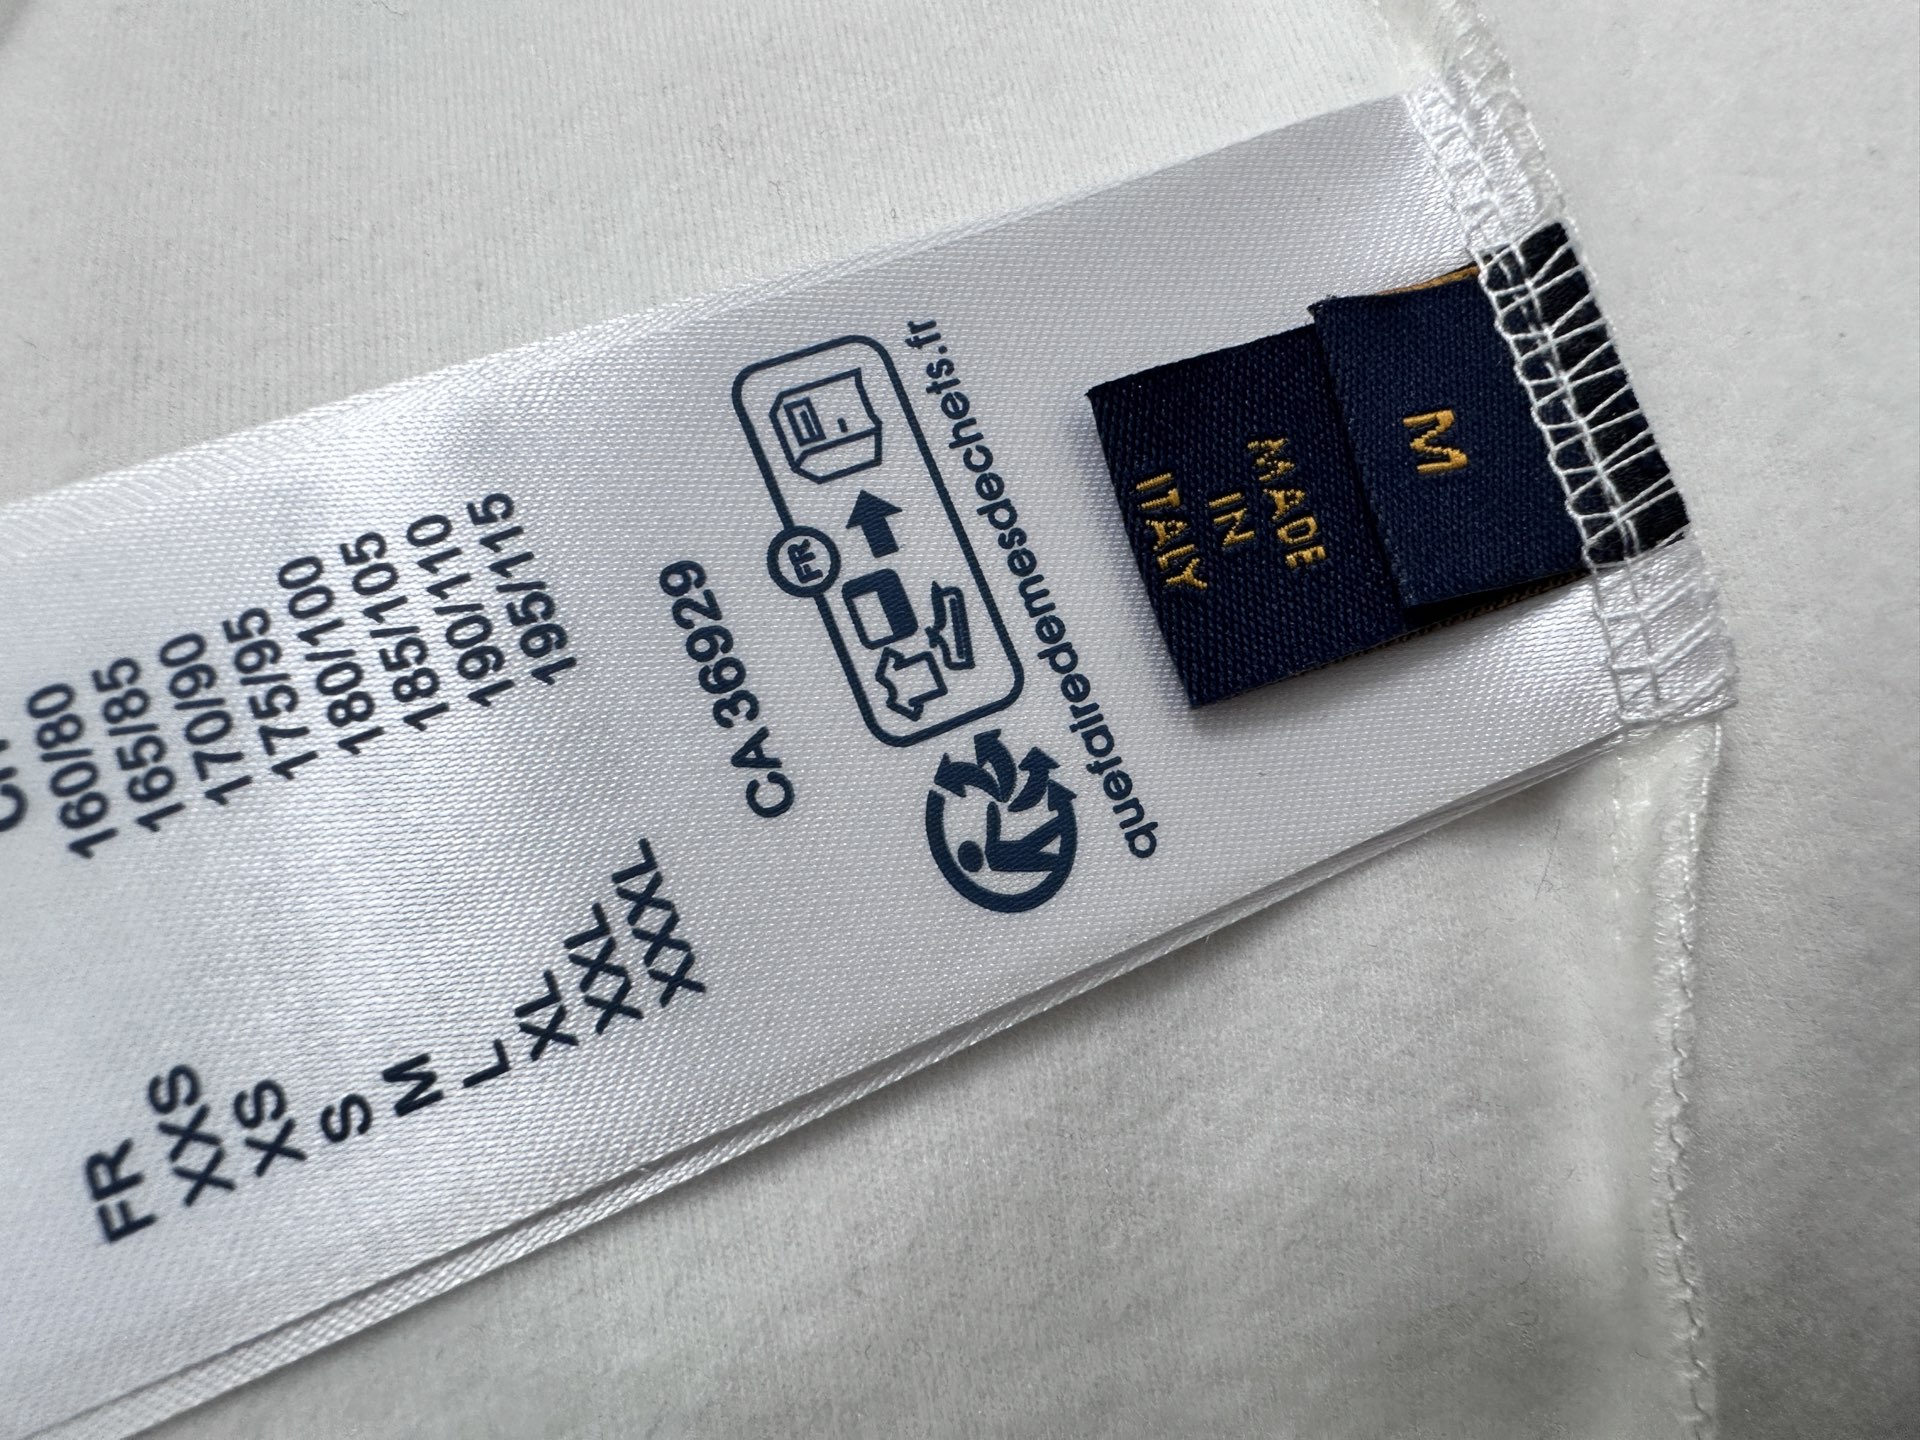 M
MADE
IN
ITALY
quefairedemesdechets.fr
FR
CA 36929
FR
XXS 160/80
XS 165/85
S 170/90
M 175/95
L 180/100
XL 185/105
XXL 190/110
XXXL 195/115